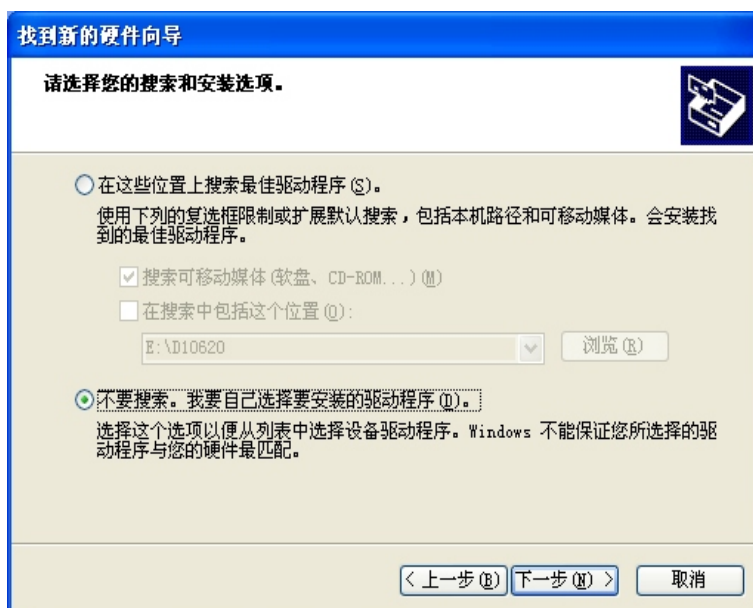 找到新的硬件向导
请选择您的搜索和安装选项。
在这些位置上搜索最佳驱动程序(S)。
使用下列的复选框限制或扩展默认搜索，包括本机路径和可移动媒体。会安装找
到的最佳驱动程序。
搜索可移动媒体(软盘、CD-ROM...)(M)
在搜索中包括这个位置(O):
E:\D10620
浏览(R)
不要搜索。我要自己选择要安装的驱动程序(D)。
选择这个选项以便从列表中选择设备驱动程序。Windows 不能保证您所选择的驱
动程序与您的硬件最匹配。
< 上一步(B) 下一步(N) > 取消